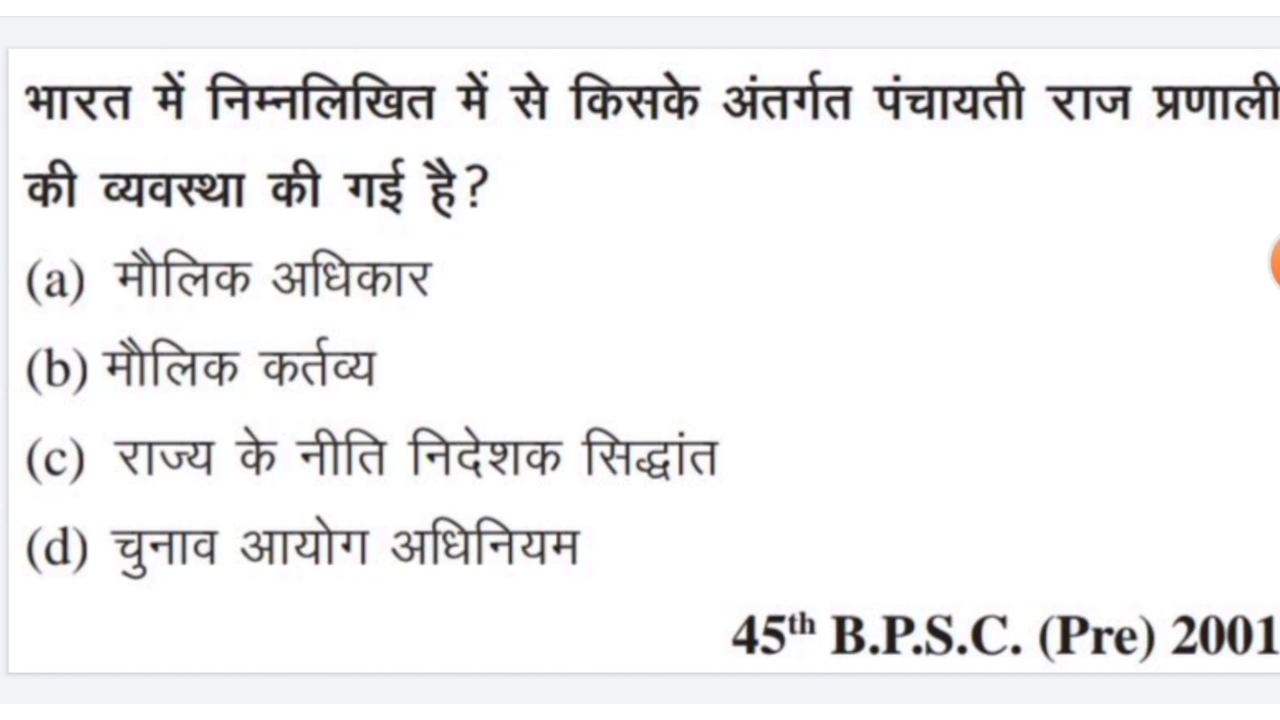 भारत में निम्नलिखित में से किसके अंतर्गत पंचायती राज प्रणाली
की व्यवस्था की गई है?
(a) मौलिक अधिकार
(b) मौलिक कर्तव्य
(c) राज्य के नीति निदेशक सिद्धांत
(d) चुनाव आयोग अधिनियम
45th B.P.S.C. (Pre) 2001